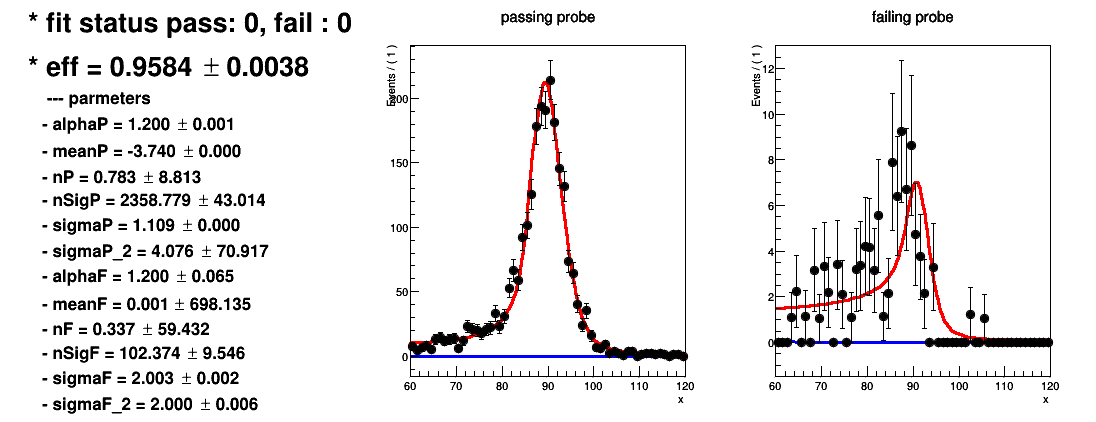 * fit status pass: 0, fail : 0
* eff = 0.9584 ± 0.0038
--- parmeters
- alphaP = 1.200 ± 0.001
- meanP = -3.740 ± 0.000
- nP = 0.783 ± 8.813
- nSigP = 2358.779 ± 43.014
- sigmaP = 1.109 ± 0.000
- sigmaP_2 = 4.076 ± 70.917
- alphaF = 1.200 ± 0.065
- meanF = 0.001 ± 698.135
- nF = 0.337 ± 59.432
- nSigF = 102.374 ± 9.546
- sigmaF = 2.003 ± 0.002
- sigmaF_2 = 2.000 ± 0.006
passing probe
Events / ( 1 )
200
150
100
50
0
60 70 80 90 100 110 120
x
failing probe
Events / ( 1 )
12
10
8
6
4
2
0
60 70 80 90 100 110 120
x